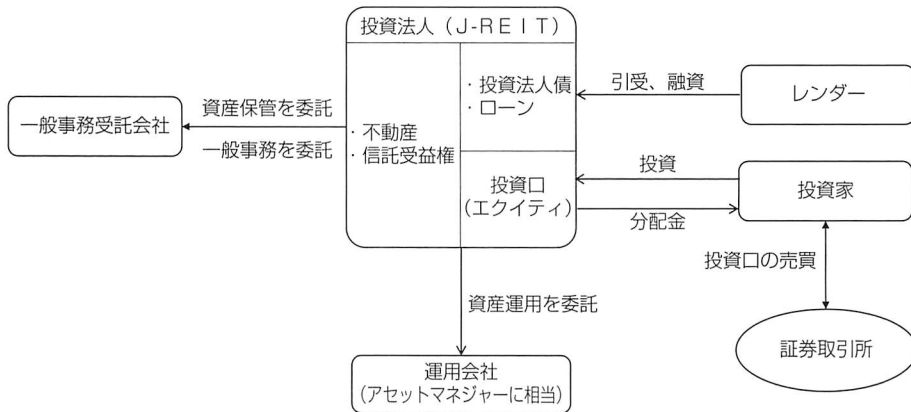 投資法人（J-REIT）
・不動産
・信託受益権
・投資法人債
・ローン
投資口
（エクイティ）
引受、融資
レンダー
資産保管を委託
一般事務を委託
一般事務受託会社
投資
分配金
投資家
投資口の売買
証券取引所
資産運用を委託
運用会社
（アセットマネジャーに相当）